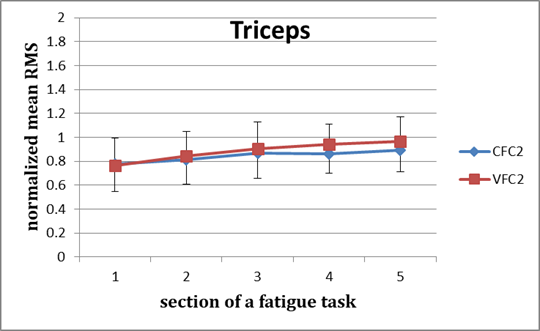 Triceps
normalized mean RMS
2
1.8
1.6
1.4
1.2
1
0.8
0.6
0.4
0.2
0
1 2 3 4 5
section of a fatigue task
CFC2
VFC2